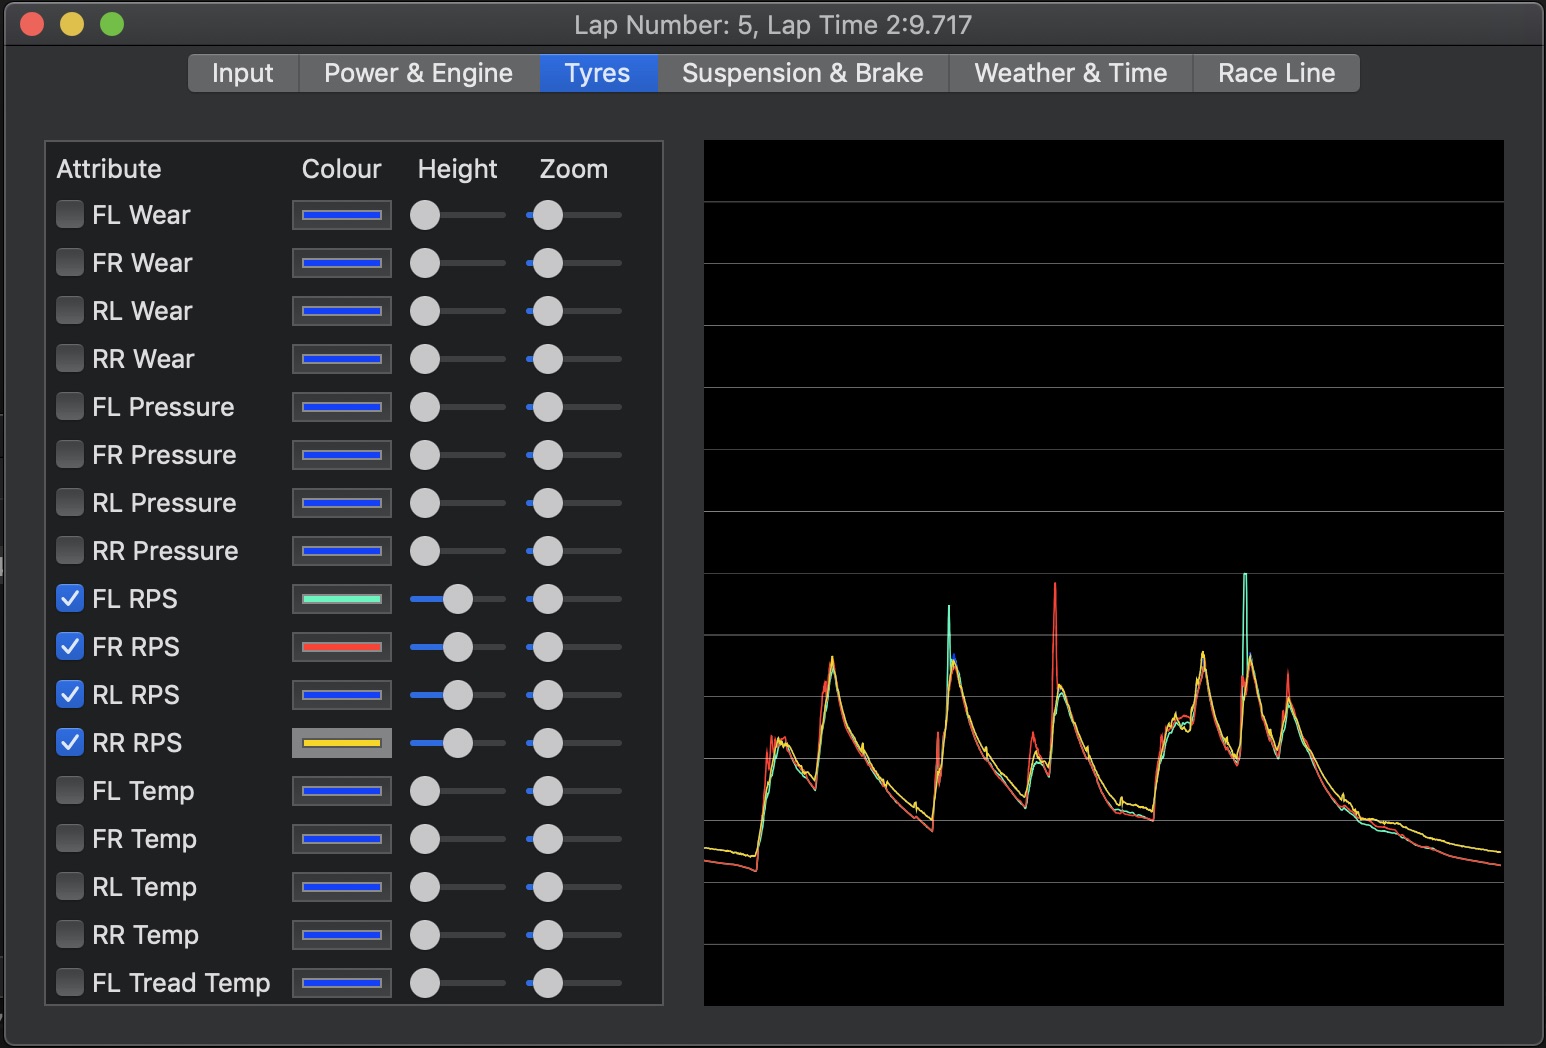 Lap Number: 5, Lap Time 2:9.717
Input Power & Engine Tyres Suspension & Brake Weather & Time Race Line
Attribute Colour Height Zoom
FL Wear
FR Wear
RL Wear
RR Wear
FL Pressure
FR Pressure
RL Pressure
RR Pressure
FL RPS
FR RPS
RL RPS
RR RPS
FL Temp
FR Temp
RL Temp
RR Temp
FL Tread Temp